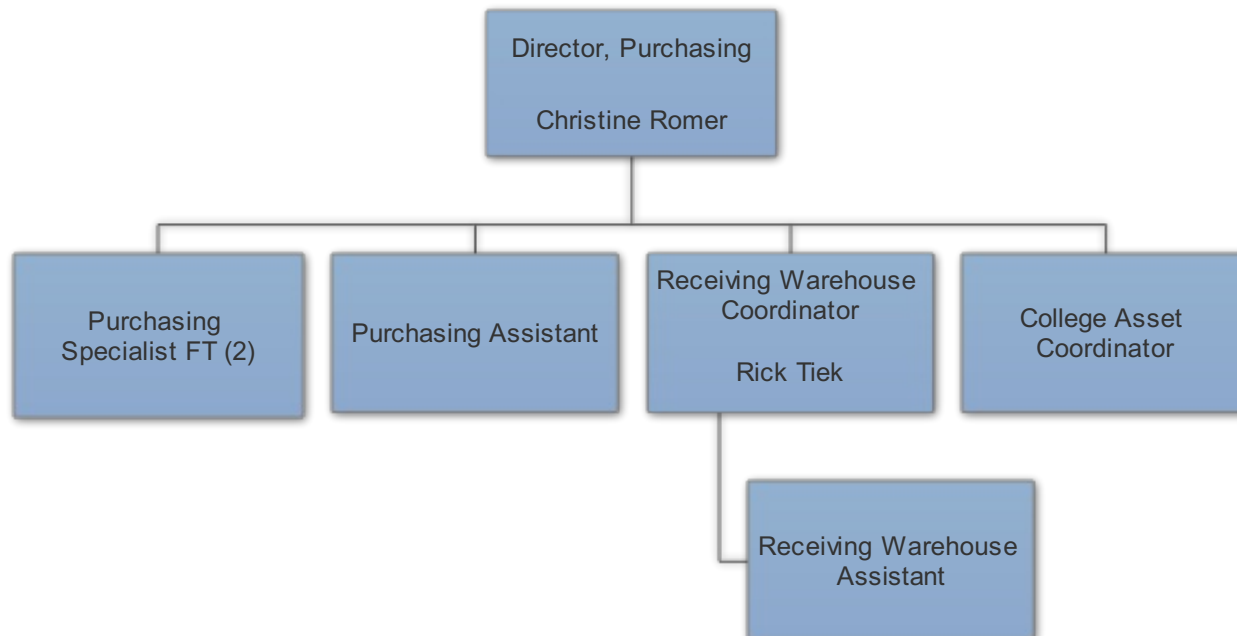 Director, Purchasing
Christine Romer
Purchasing
Specialist FT (2)
Purchasing Assistant
Receiving Warehouse
Coordinator
Rick Tiek
College Asset
Coordinator
Receiving Warehouse
Assistant